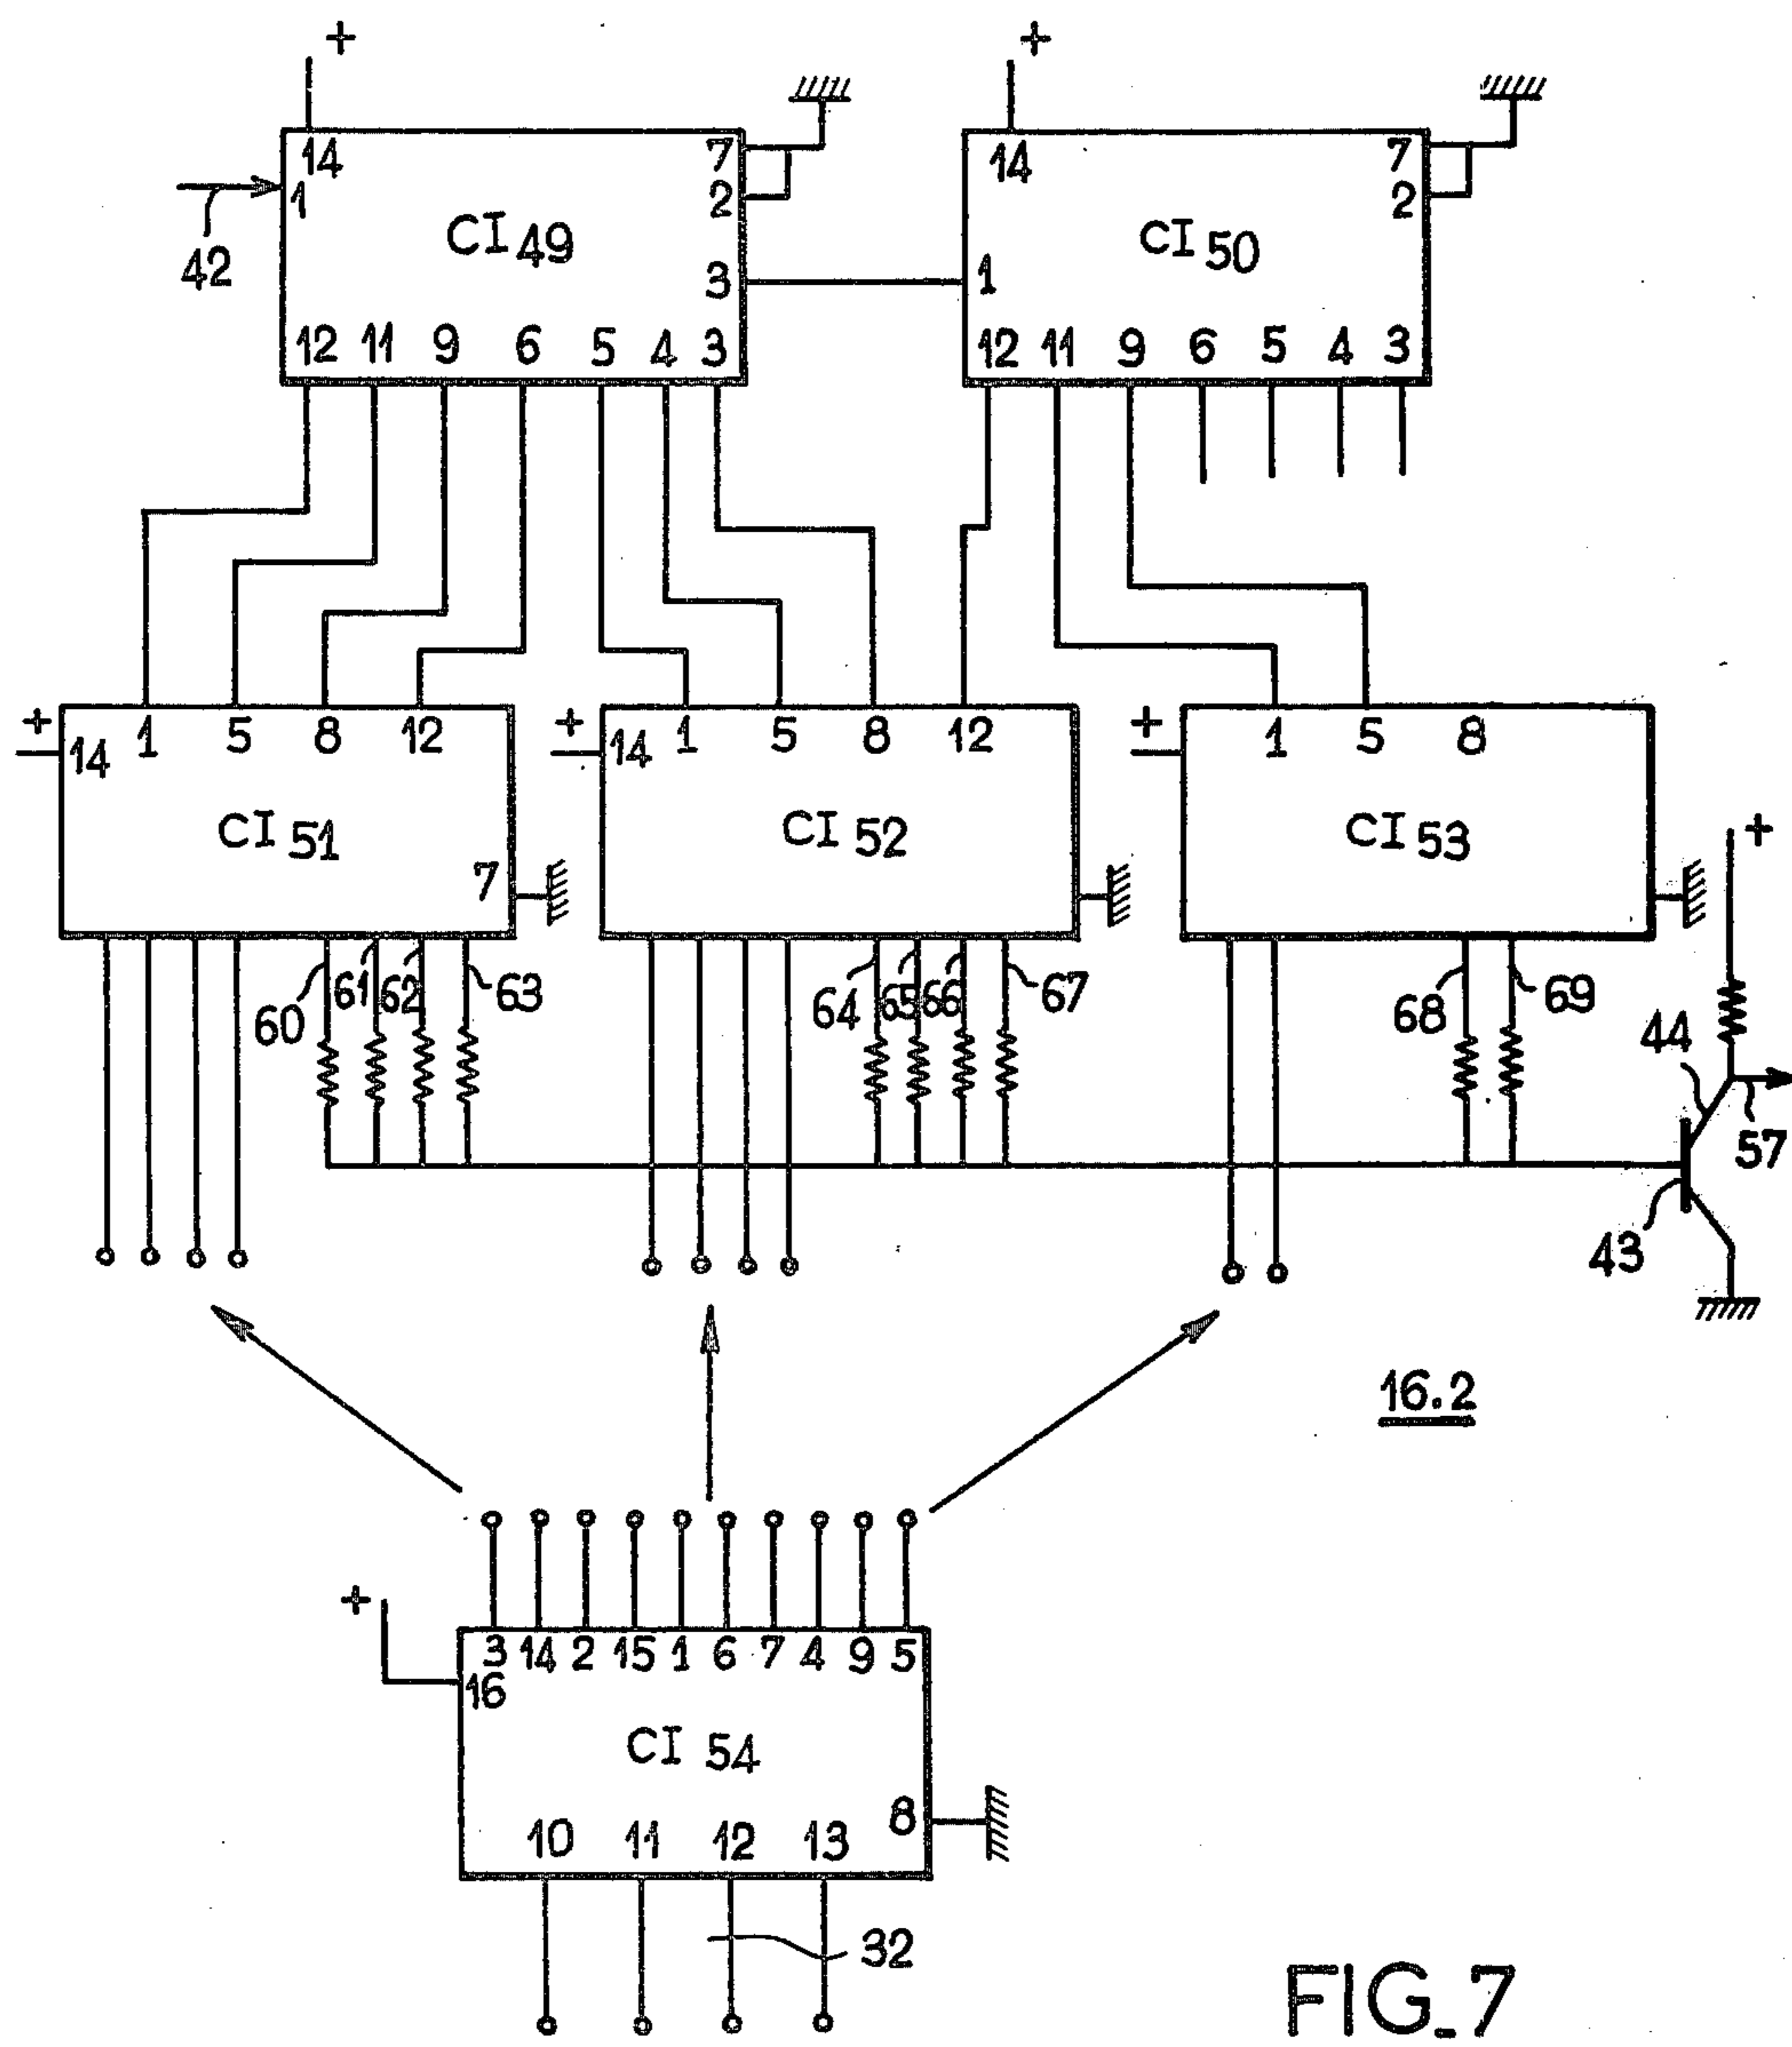 + +
14 7 14 7
1 2 2
CI 49 CI 50
42 3 1
12 11 9 6 5 4 3 12 11 9 6 5 4 3
+ 14 1 5 8 12 + 14 1 5 8 12 + 1 5 8
CI 51 CI 52 CI 53 +
7
60 61 62 63 64 65 66 67 68 69 44
57
43
16.2
+
3 14 2 15 1 6 7 4 9 5
16
CI 54
8
10 11 12 13
32
FIG_7